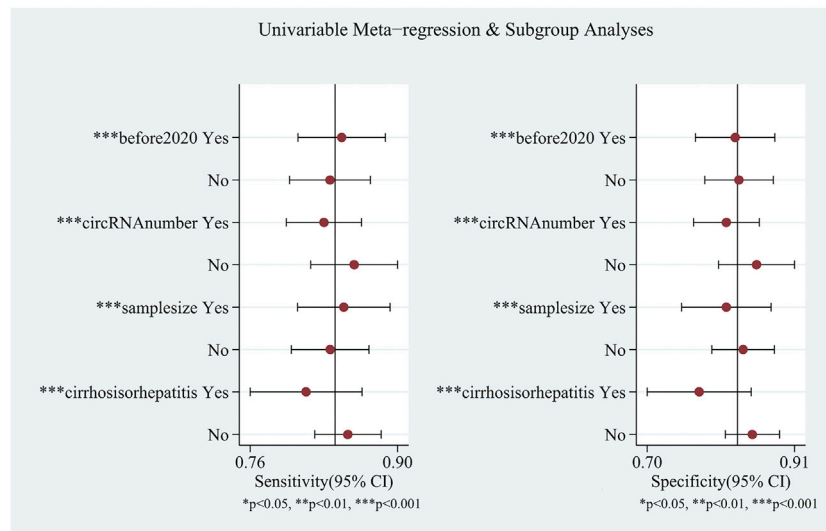 Univariable Meta−regression & Subgroup Analyses
***before2020 Yes
No
***circRNAnumber Yes
No
***samplesize Yes
No
***cirrhosisorhepatitis Yes
No
0.76 0.90
Sensitivity(95% CI)
*p<0.05, **p<0.01, ***p<0.001
***before2020 Yes
No
***circRNAnumber Yes
No
***samplesize Yes
No
***cirrhosisorhepatitis Yes
No
0.70 0.91
Specificity(95% CI)
*p<0.05, **p<0.01, ***p<0.001